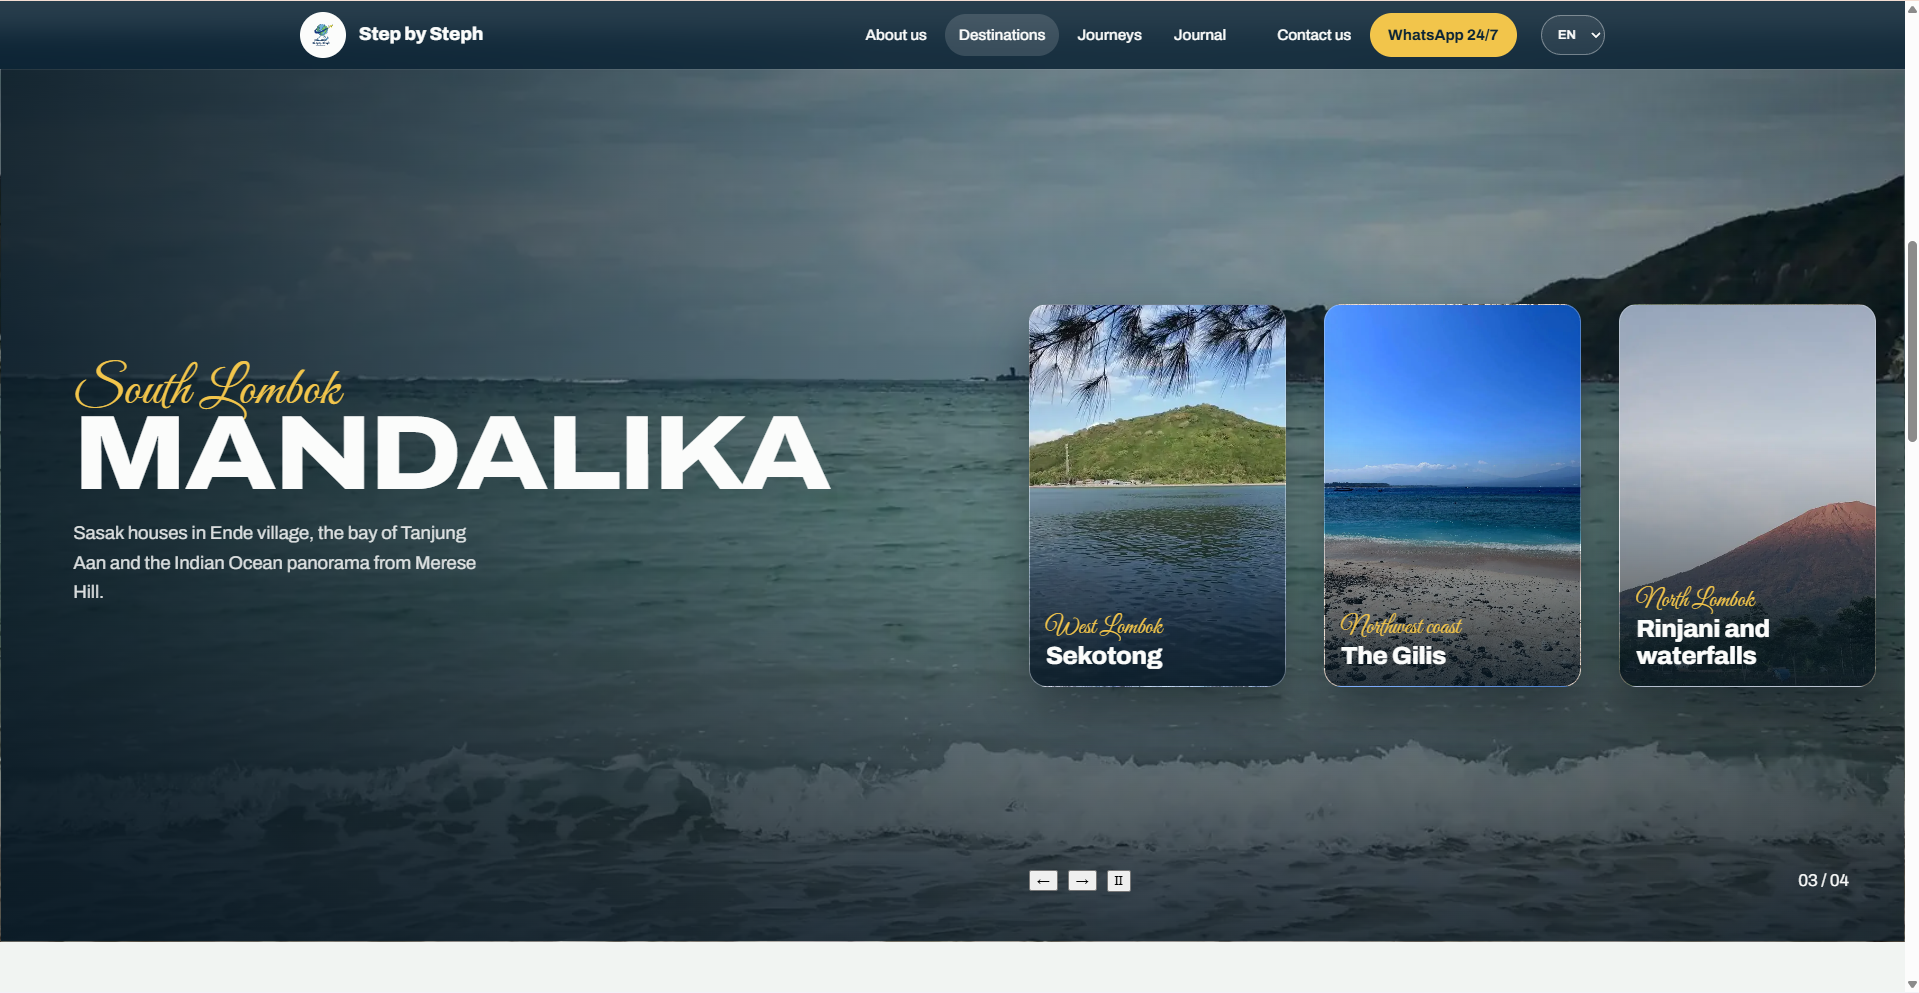 Step by Steph
About us
Destinations
Journeys
Journal
Contact us
WhatsApp 24/7
EN
South Lombok
MANDALIKA
Sasak houses in Ende village, the bay of Tanjung
Aan and the Indian Ocean panorama from Merese
Hill.
West Lombok
Sekotong
Northwest coast
The Gilis
North Lombok
Rinjani and
waterfalls
← → II
03 / 04